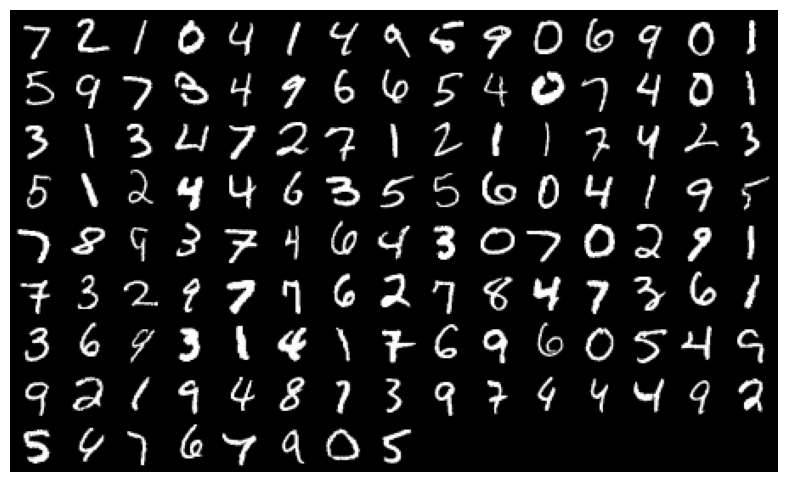 7 2 1 0 4 1 4 9 5 9 0 6 9 0 1
5 9 7 3 4 9 6 6 5 4 0 7 4 0 1
3 1 3 4 7 2 7 1 2 1 1 7 4 2 3
5 1 2 4 4 6 3 5 5 6 0 4 1 9 5
7 8 9 3 7 4 6 4 3 0 7 0 2 9 1
7 3 2 9 7 7 6 2 7 8 4 7 3 6 1
3 6 9 3 1 4 1 7 6 9 6 0 5 4 9
9 2 1 9 4 8 7 3 9 7 4 4 4 9 2
5 4 7 6 7 9 0 5